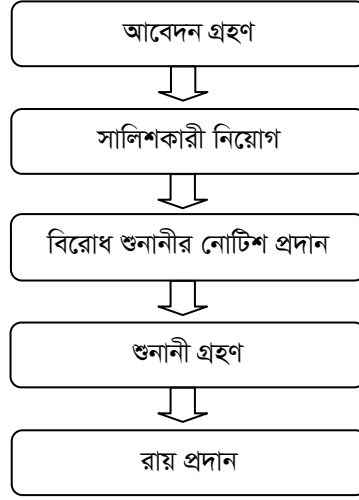 আবেদন গ্রহণ
সালিশকারী নিয়োগ
বিরোধ শুনানীর নোটিশ প্রদান
শুনানী গ্রহণ
রায় প্রদান